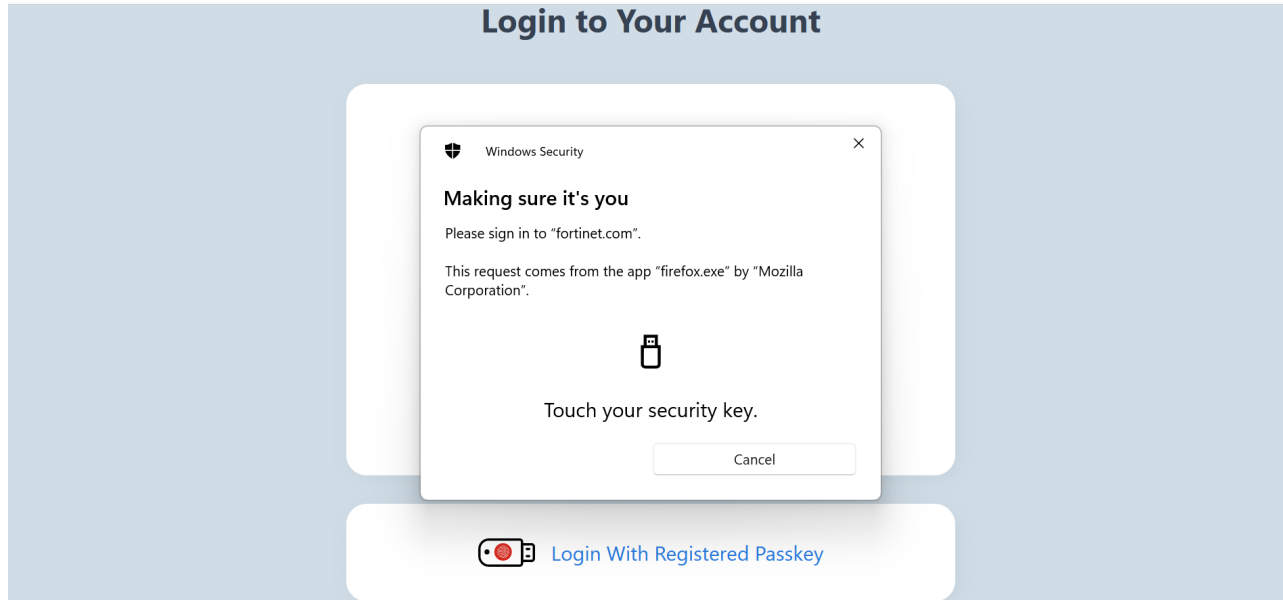 Login to Your Account
Windows Security
Making sure it's you
Please sign in to “fortinet.com”.
This request comes from the app “firefox.exe” by “Mozilla
Corporation”.
Touch your security key.
Cancel
Login With Registered Passkey